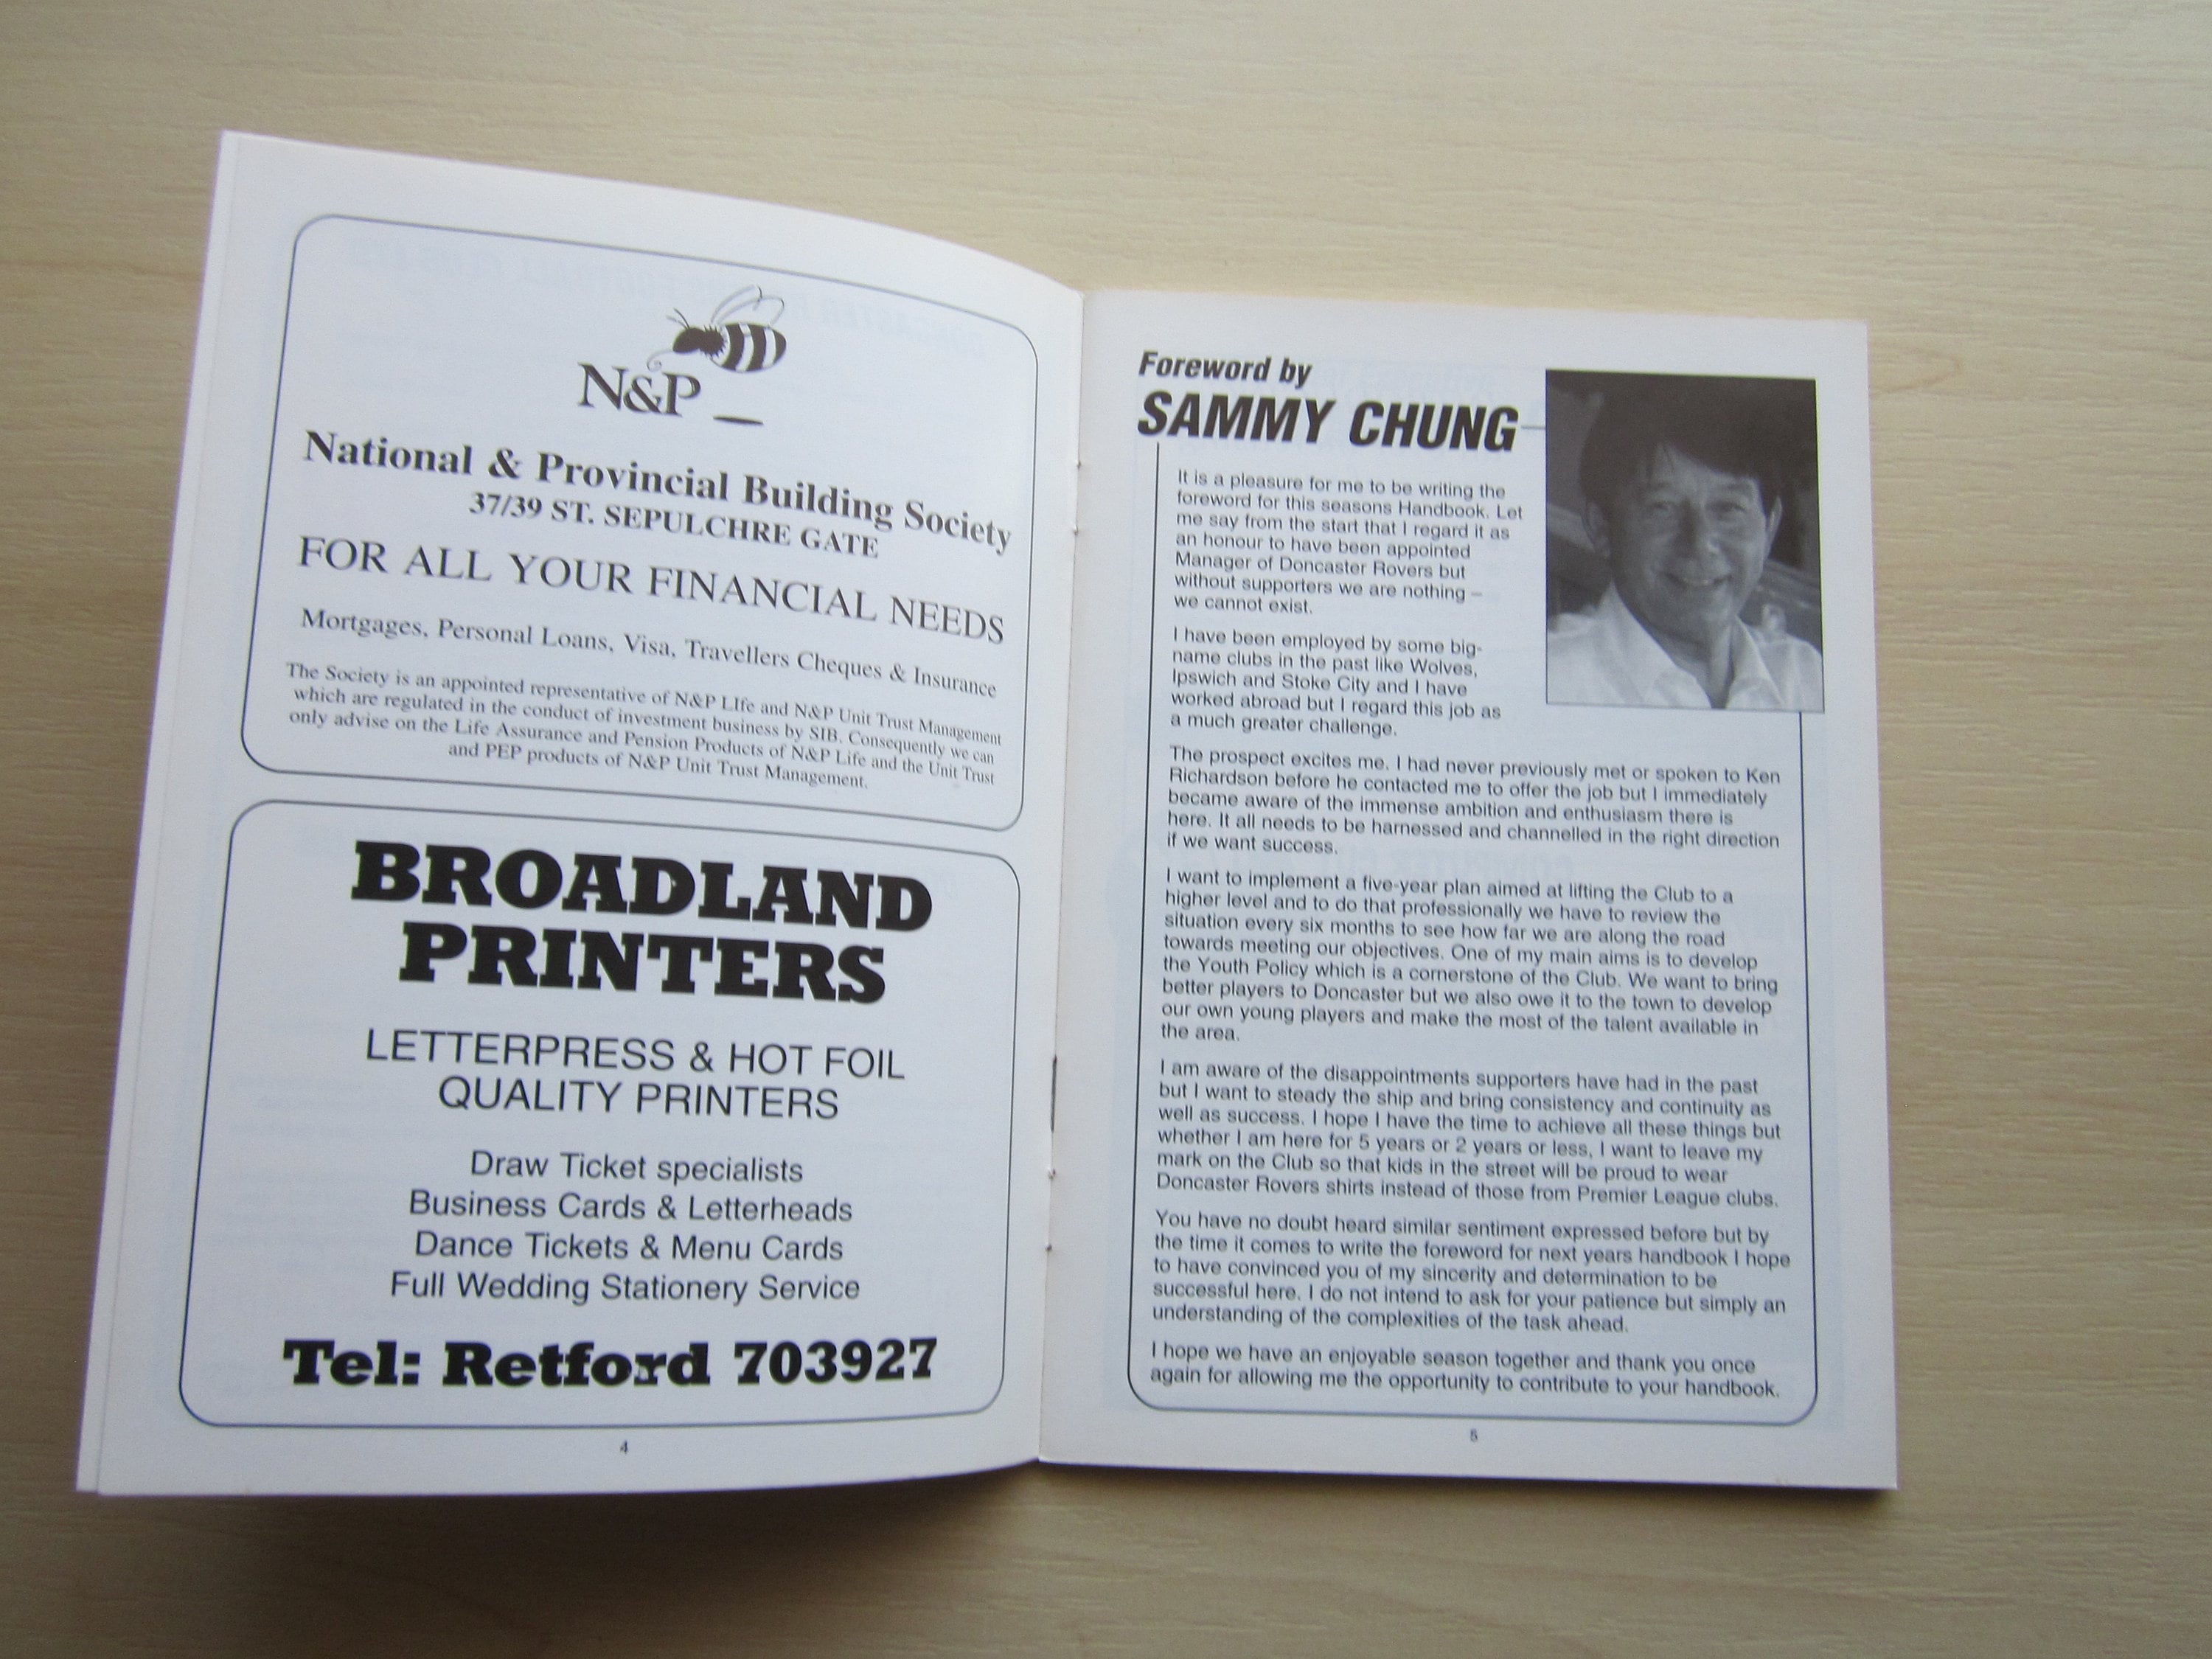 N&P
National & Provincial Building Society
37/39 ST. SEPULCHRE GATE
FOR ALL YOUR FINANCIAL NEEDS
Mortgages, Personal Loans, Visa, Travellers Cheques & Insurance
The Society is an appointed representative of N&P LIfe and N&P Unit Trust Management
which are regulated in the conduct of investment business by SIB. Consequently we can
only advise on the Life Assurance and Pension Products of N&P Life and the Unit Trust
and PEP products of N&P Unit Trust Management.
BROADLAND
PRINTERS
LETTERPRESS & HOT FOIL
QUALITY PRINTERS
Draw Ticket specialists
Business Cards & Letterheads
Dance Tickets & Menu Cards
Full Wedding Stationery Service
Tel: Retford 703927
4
Foreword by
SAMMY CHUNG
It is a pleasure for me to be writing the
foreword for this seasons Handbook. Let
me say from the start that I regard it as
an honour to have been appointed
Manager of Doncaster Rovers but
without supporters we are nothing –
we cannot exist.
I have been employed by some big-
name clubs in the past like Wolves,
Ipswich and Stoke City and I have
worked abroad but I regard this job as
a much greater challenge.
The prospect excites me. I had never previously met or spoken to Ken
Richardson before he contacted me to offer the job but I immediately
became aware of the immense ambition and enthusiasm there is
here. It all needs to be harnessed and channelled in the right direction
if we want success.
I want to implement a five-year plan aimed at lifting the Club to a
higher level and to do that professionally we have to review the
situation every six months to see how far we are along the road
towards meeting our objectives. One of my main aims is to develop
the Youth Policy which is a cornerstone of the Club. We want to bring
better players to Doncaster but we also owe it to the town to develop
our own young players and make the most of the talent available in
the area.
I am aware of the disappointments supporters have had in the past
but I want to steady the ship and bring consistency and continuity as
well as success. I hope I have the time to achieve all these things but
whether I am here for 5 years or 2 years or less, I want to leave my
mark on the Club so that kids in the street will be proud to wear
Doncaster Rovers shirts instead of those from Premier League clubs.
You have no doubt heard similar sentiment expressed before but by
the time it comes to write the foreword for next years handbook I hope
to have convinced you of my sincerity and determination to be
successful here. I do not intend to ask for your patience but simply an
understanding of the complexities of the task ahead.
I hope we have an enjoyable season together and thank you once
again for allowing me the opportunity to contribute to your handbook.
5